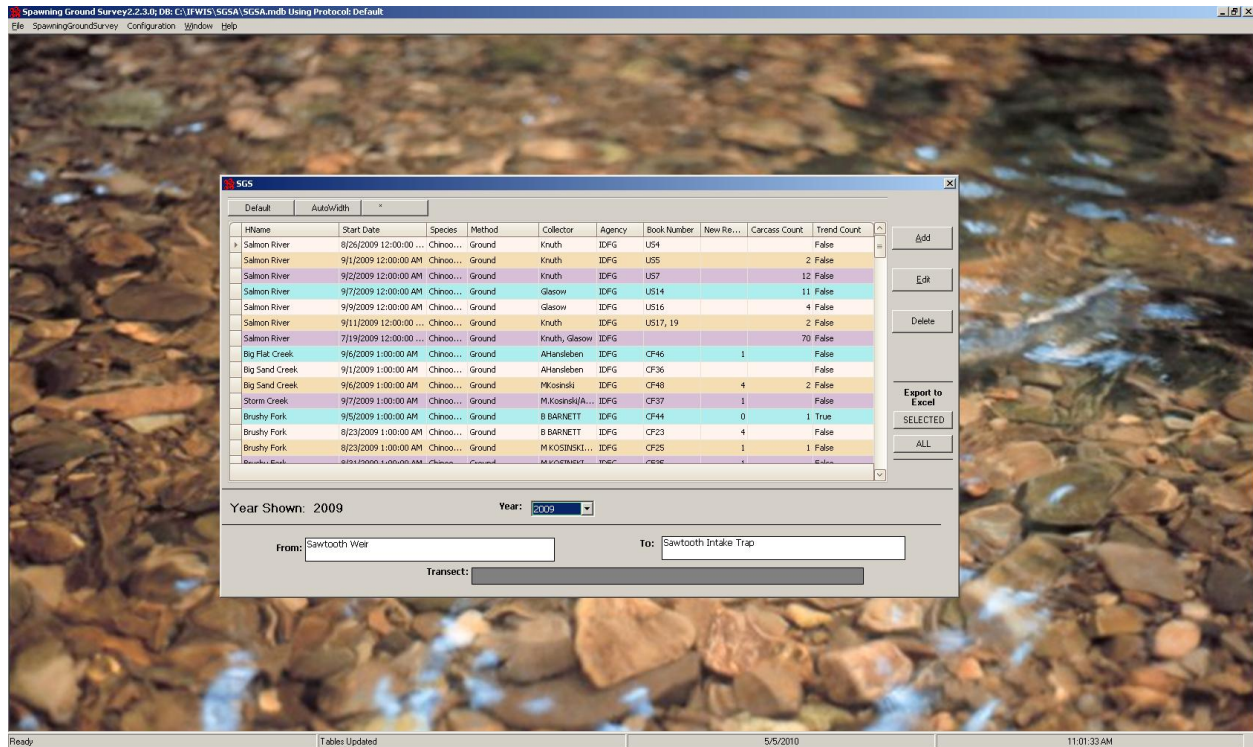 Spawning Ground Survey2.2.3.0; DB: C:\IFWIS\SGSA\SGSA.mdb Using Protocol: Default
File SpawningGroundSurvey Configuration Window Help
SGS
Default AutoWidth *
HName Start Date Species Method Collector Agency Book Number New Re... Carcass Count Trend Count
Salmon River 8/26/2009 12:00:00 ... Chinoo... Ground Knuth IDFG US4 False
Salmon River 9/1/2009 12:00:00 AM Chinoo... Ground Knuth IDFG US5 2 False
Salmon River 9/2/2009 12:00:00 AM Chinoo... Ground Knuth IDFG US7 12 False
Salmon River 9/7/2009 12:00:00 AM Chinoo... Ground Glasow IDFG US14 11 False
Salmon River 9/9/2009 12:00:00 AM Chinoo... Ground Glasow IDFG US16 4 False
Salmon River 9/11/2009 12:00:00 ... Chinoo... Ground Knuth IDFG US17, 19 2 False
Salmon River 7/19/2009 12:00:00 ... Chinoo... Ground Knuth, Glasow IDFG 70 False
Big Flat Creek 9/6/2009 1:00:00 AM Chinoo... Ground AHansleben IDFG CF46 1 False
Big Sand Creek 9/1/2009 1:00:00 AM Chinoo... Ground AHansleben IDFG CF36 False
Big Sand Creek 9/6/2009 1:00:00 AM Chinoo... Ground MKosinski IDFG CF48 4 2 False
Storm Creek 9/7/2009 1:00:00 AM Chinoo... Ground M.Kosinski/A... IDFG CF37 1 False
Brushy Fork 9/5/2009 1:00:00 AM Chinoo... Ground B BARNETT IDFG CF44 0 1 True
Brushy Fork 8/23/2009 1:00:00 AM Chinoo... Ground B BARNETT IDFG CF23 4 False
Brushy Fork 8/23/2009 1:00:00 AM Chinoo... Ground M KOSINSKI... IDFG CF25 1 1 False
Add
Edit
Delete
Export to
Excel
SELECTED
ALL
Year Shown: 2009 Year: 2009
From: Sawtooth Weir To: Sawtooth Intake Trap
Transect:
Ready Tables Updated 5/5/2010 11:01:33 AM